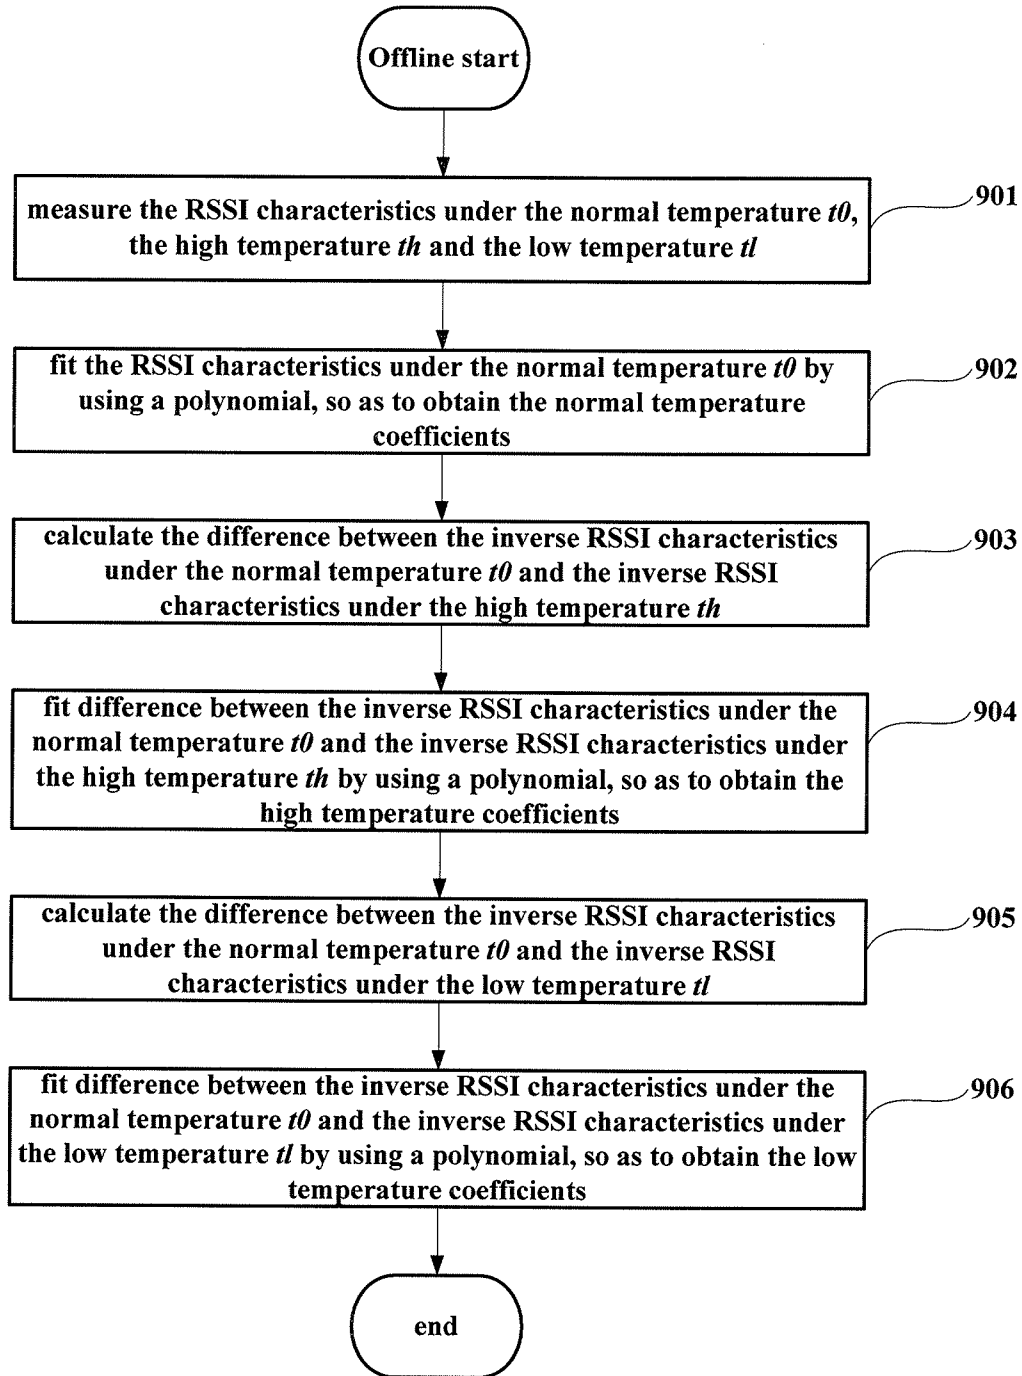 Offline start
measure the RSSI characteristics under the normal temperature t0,
the high temperature th and the low temperature tl
901
fit the RSSI characteristics under the normal temperature t0 by
using a polynomial, so as to obtain the normal temperature
coefficients
902
calculate the difference between the inverse RSSI characteristics
under the normal temperature t0 and the inverse RSSI
characteristics under the high temperature th
903
fit difference between the inverse RSSI characteristics under the
normal temperature t0 and the inverse RSSI characteristics under
the high temperature th by using a polynomial, so as to obtain the
high temperature coefficients
904
calculate the difference between the inverse RSSI characteristics
under the normal temperature t0 and the inverse RSSI
characteristics under the low temperature tl
905
fit difference between the inverse RSSI characteristics under the
normal temperature t0 and the inverse RSSI characteristics under
the low temperature tl by using a polynomial, so as to obtain the low
temperature coefficients
906
end